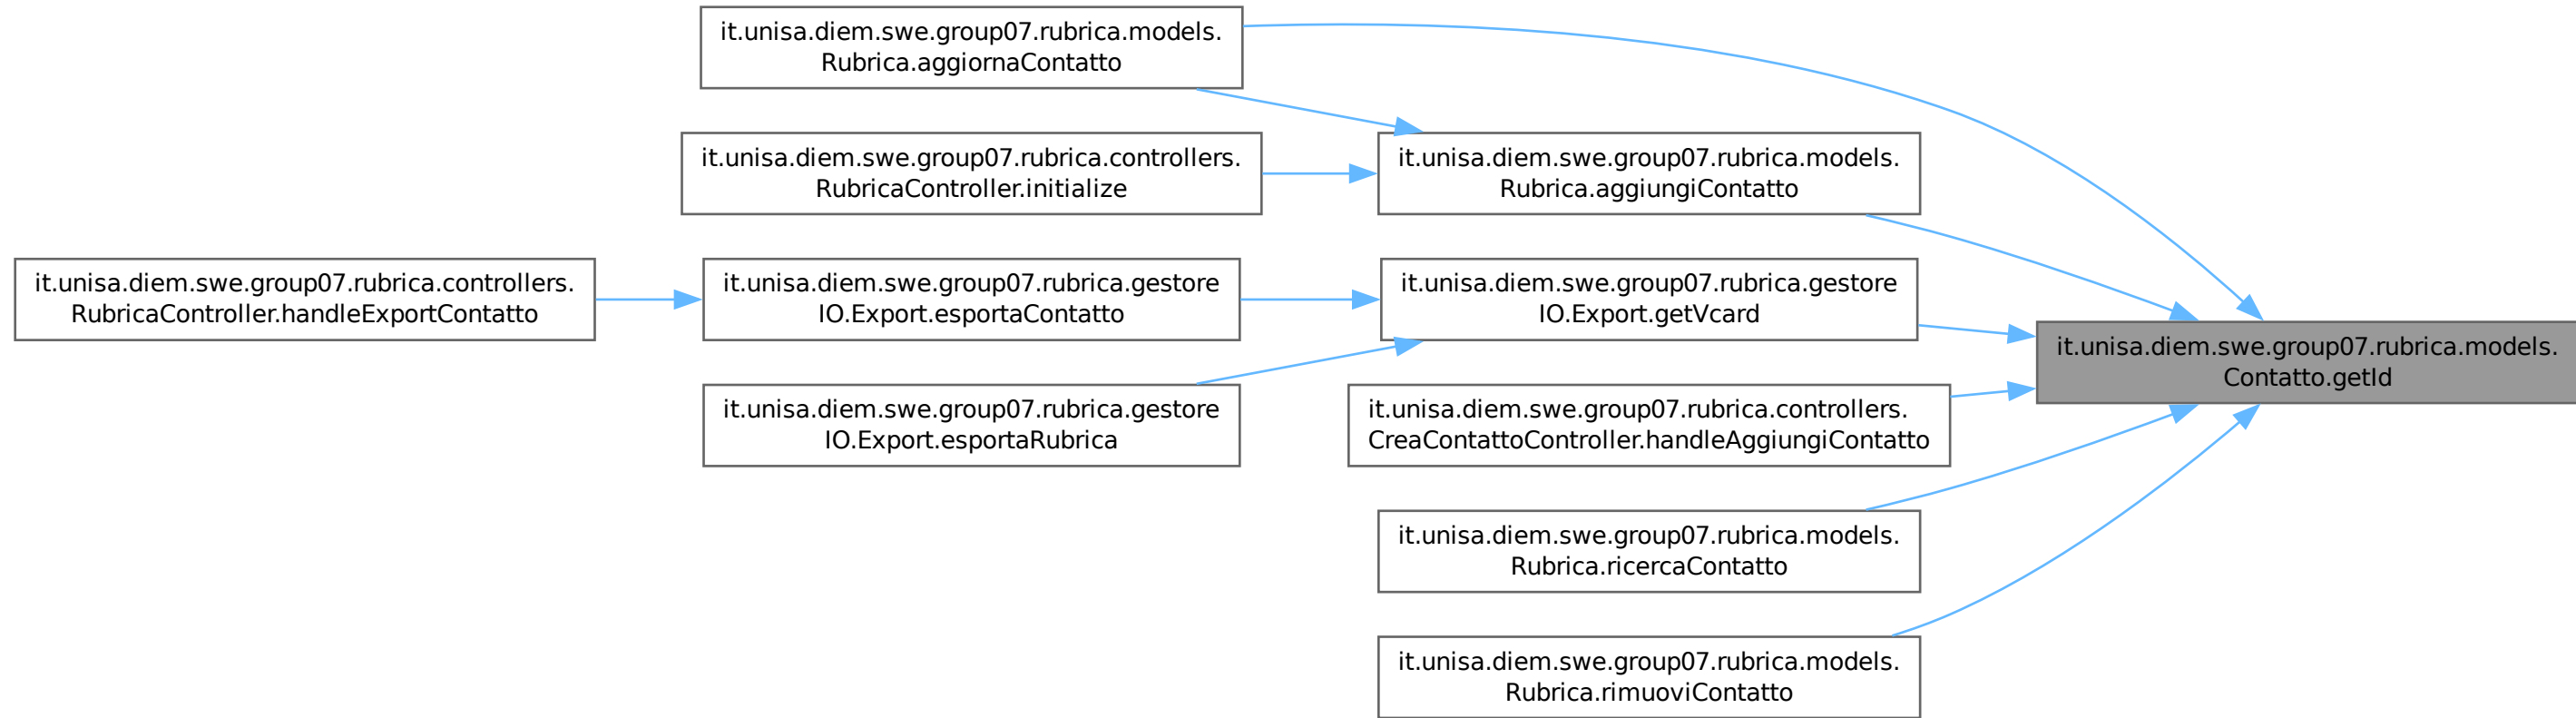 it.unisa.diem.swe.group07.rubrica.models.
Rubrica.aggiornaContatto
it.unisa.diem.swe.group07.rubrica.controllers.
RubricaController.initialize
it.unisa.diem.swe.group07.rubrica.models.
Rubrica.aggiungiContatto
it.unisa.diem.swe.group07.rubrica.controllers.
RubricaController.handleExportContatto
it.unisa.diem.swe.group07.rubrica.gestore
IO.Export.esportaContatto
it.unisa.diem.swe.group07.rubrica.gestore
IO.Export.getVcard
it.unisa.diem.swe.group07.rubrica.models.
Contatto.getId
it.unisa.diem.swe.group07.rubrica.gestore
IO.Export.esportaRubrica
it.unisa.diem.swe.group07.rubrica.controllers.
CreaContattoController.handleAggiungiContatto
it.unisa.diem.swe.group07.rubrica.models.
Rubrica.ricercaContatto
it.unisa.diem.swe.group07.rubrica.models.
Rubrica.rimuoviContatto